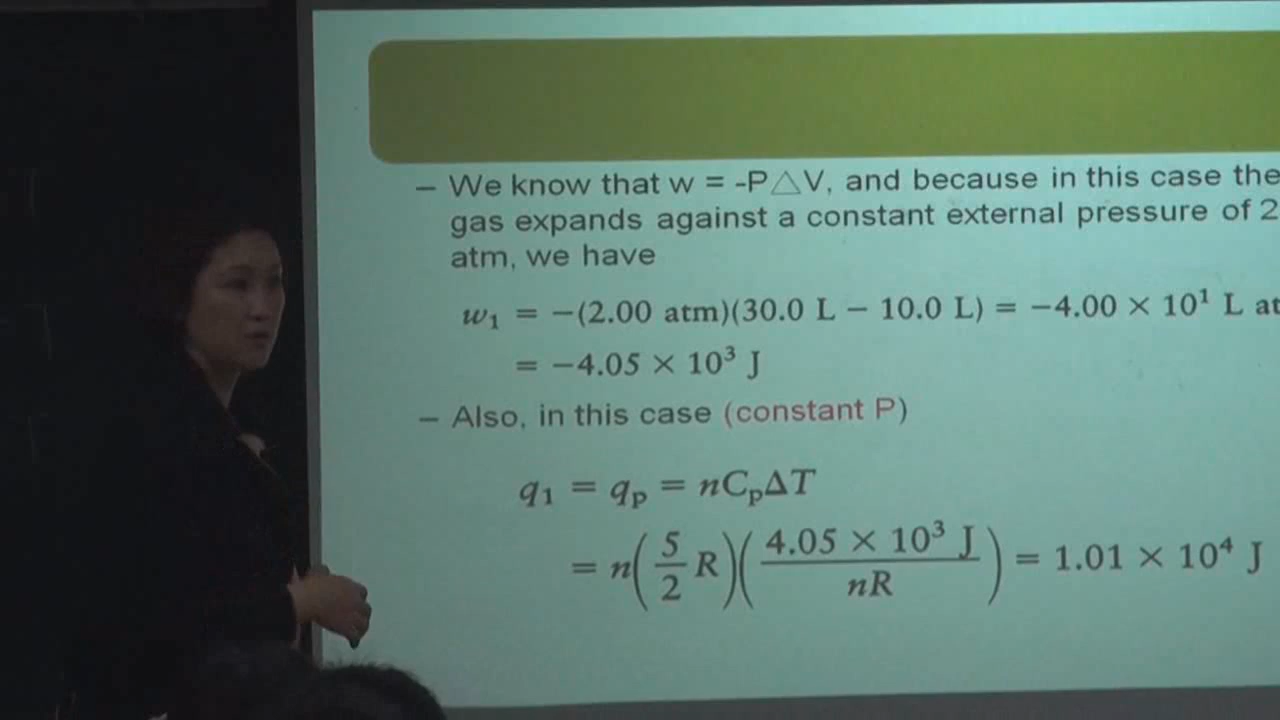 – We know that w = -P△V, and because in this case the
gas expands against a constant external pressure of 2
atm, we have
w₁ = −(2.00 atm)(30.0 L − 10.0 L) = −4.00 × 10¹ L at
= −4.05 × 10³ J
– Also, in this case (constant P)
q₁ = qₚ = nCₚΔT
= n(5/2 R)(4.05 × 10³ J / nR) = 1.01 × 10⁴ J